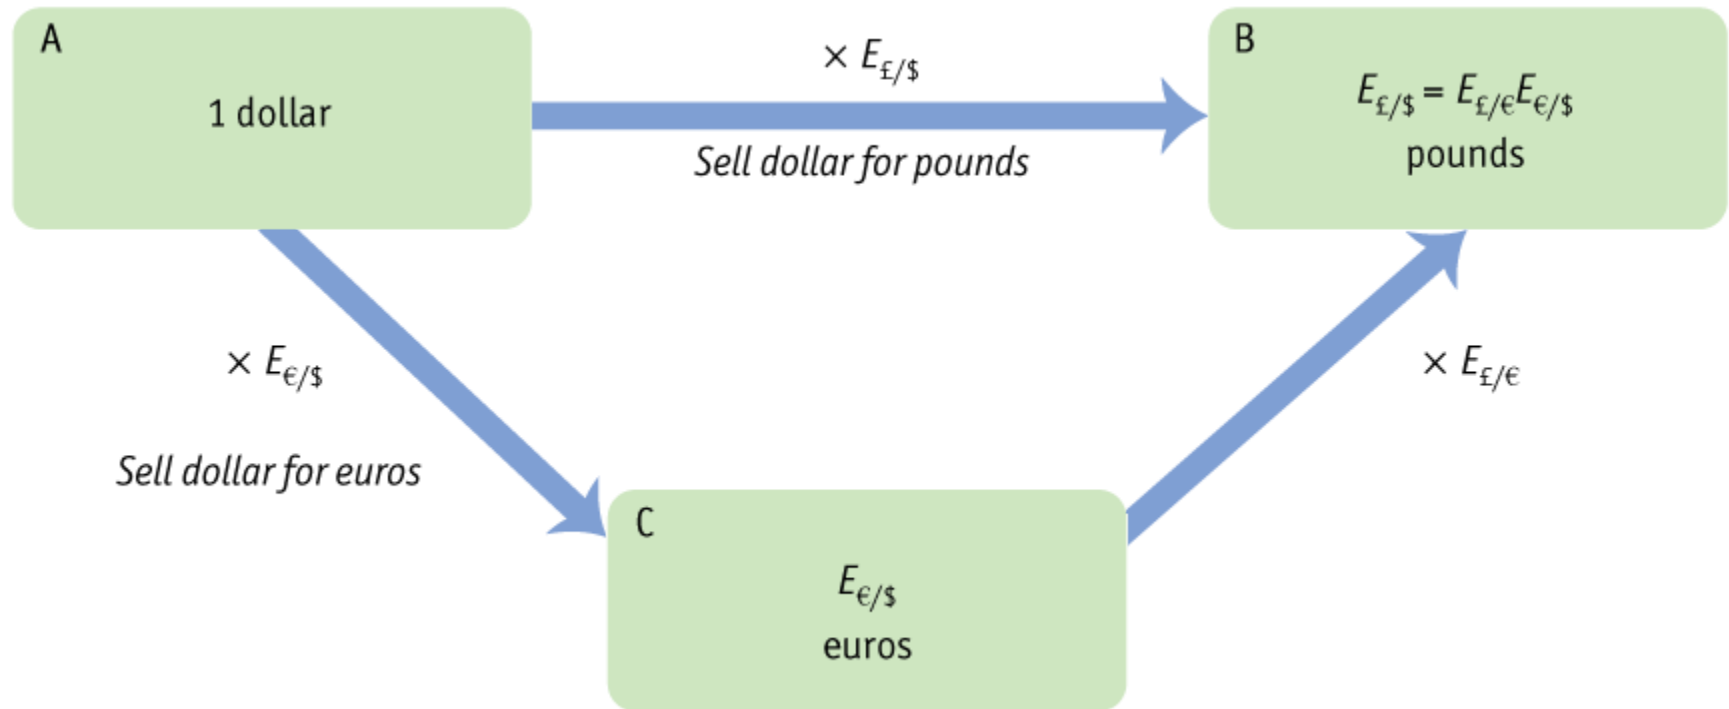 A
1 dollar
× E£/$
Sell dollar for pounds
B
E£/$ = E£/€E€/$
pounds
× E€/$
Sell dollar for euros
× E£/€
C
E€/$
euros